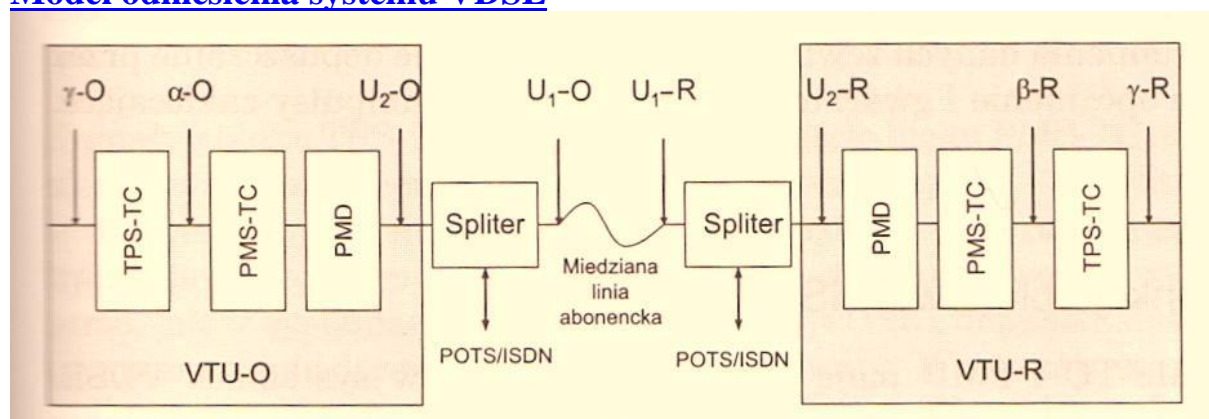 Model odniesienia systemu VDSL
γ-O α-O U₂-O U₁-O U₁-R U₂-R β-R γ-R
TPS-TC PMS-TC PMD Spliter Spliter PMD PMS-TC TPS-TC
Miedziana
linia
abonencka
POTS/ISDN POTS/ISDN
VTU-O VTU-R